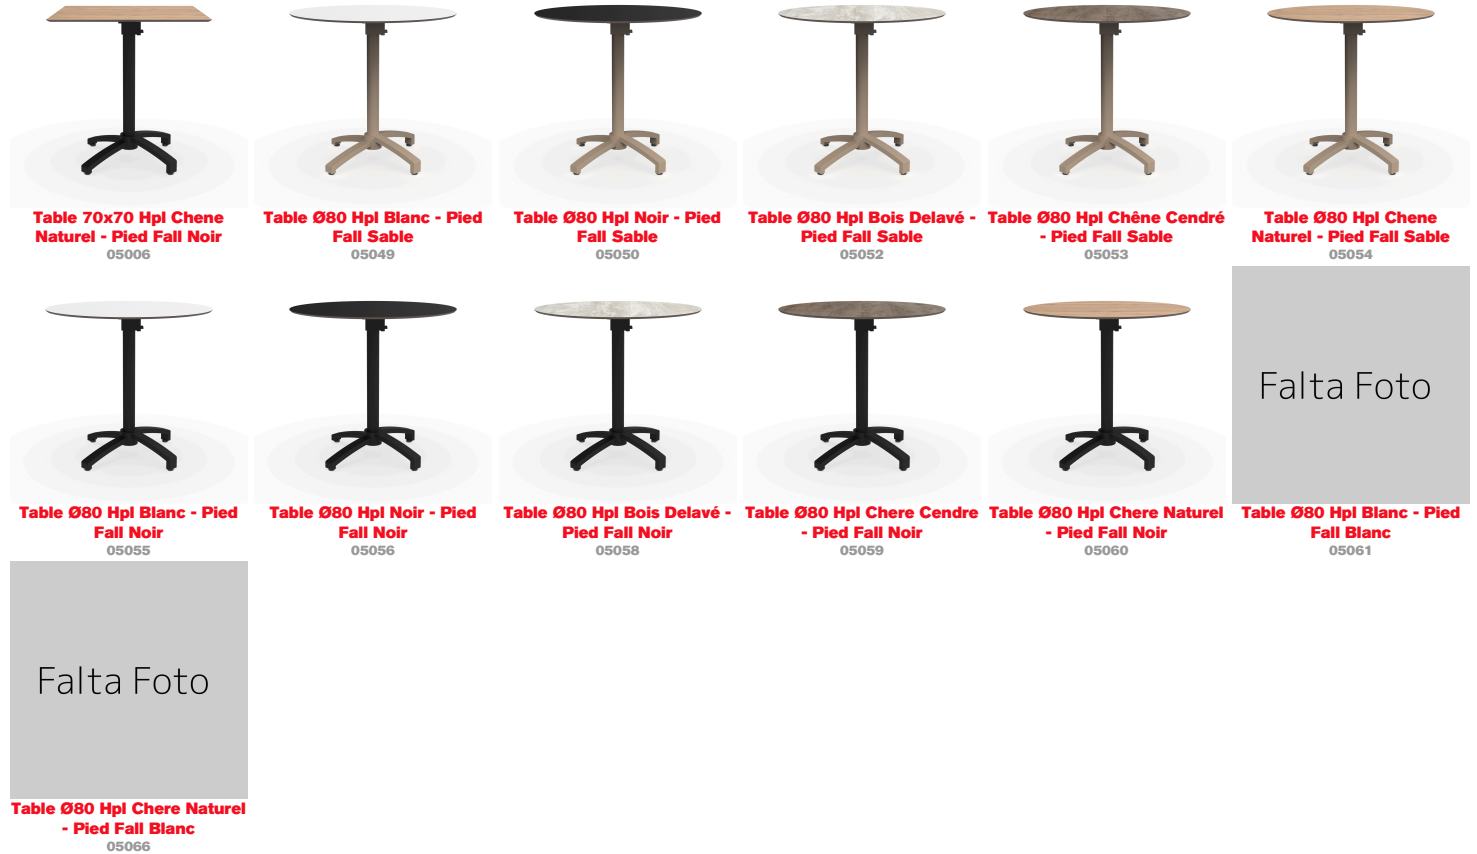 Table 70x70 Hpl Chene
Naturel - Pied Fall Noir
05006
Table Ø80 Hpl Blanc - Pied
Fall Sable
05049
Table Ø80 Hpl Noir - Pied
Fall Sable
05050
Table Ø80 Hpl Bois Delavé -
Pied Fall Sable
05052
Table Ø80 Hpl Chêne Cendré
- Pied Fall Sable
05053
Table Ø80 Hpl Chene
Naturel - Pied Fall Sable
05054
Table Ø80 Hpl Blanc - Pied
Fall Noir
05055
Table Ø80 Hpl Noir - Pied
Fall Noir
05056
Table Ø80 Hpl Bois Delavé -
Pied Fall Noir
05058
Table Ø80 Hpl Chere Cendre
- Pied Fall Noir
05059
Table Ø80 Hpl Chere Naturel
- Pied Fall Noir
05060
Falta Foto
Table Ø80 Hpl Blanc - Pied
Fall Blanc
05061
Falta Foto
Table Ø80 Hpl Chere Naturel
- Pied Fall Blanc
05066